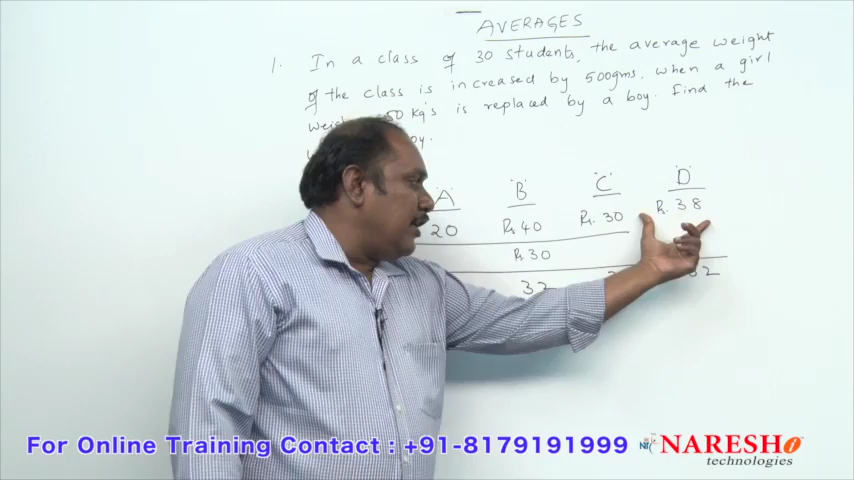 AVERAGES
1. In a class of 30 students, the average weight
of the class is increased by 500gms, when a girl
50 kg's is replaced by a boy. Find the
A B C D
20 Rs. 40 Rs. 30 Rs. 38
Rs. 30
32
For Online Training Contact : +91-8179191999
NARESHi
technologies